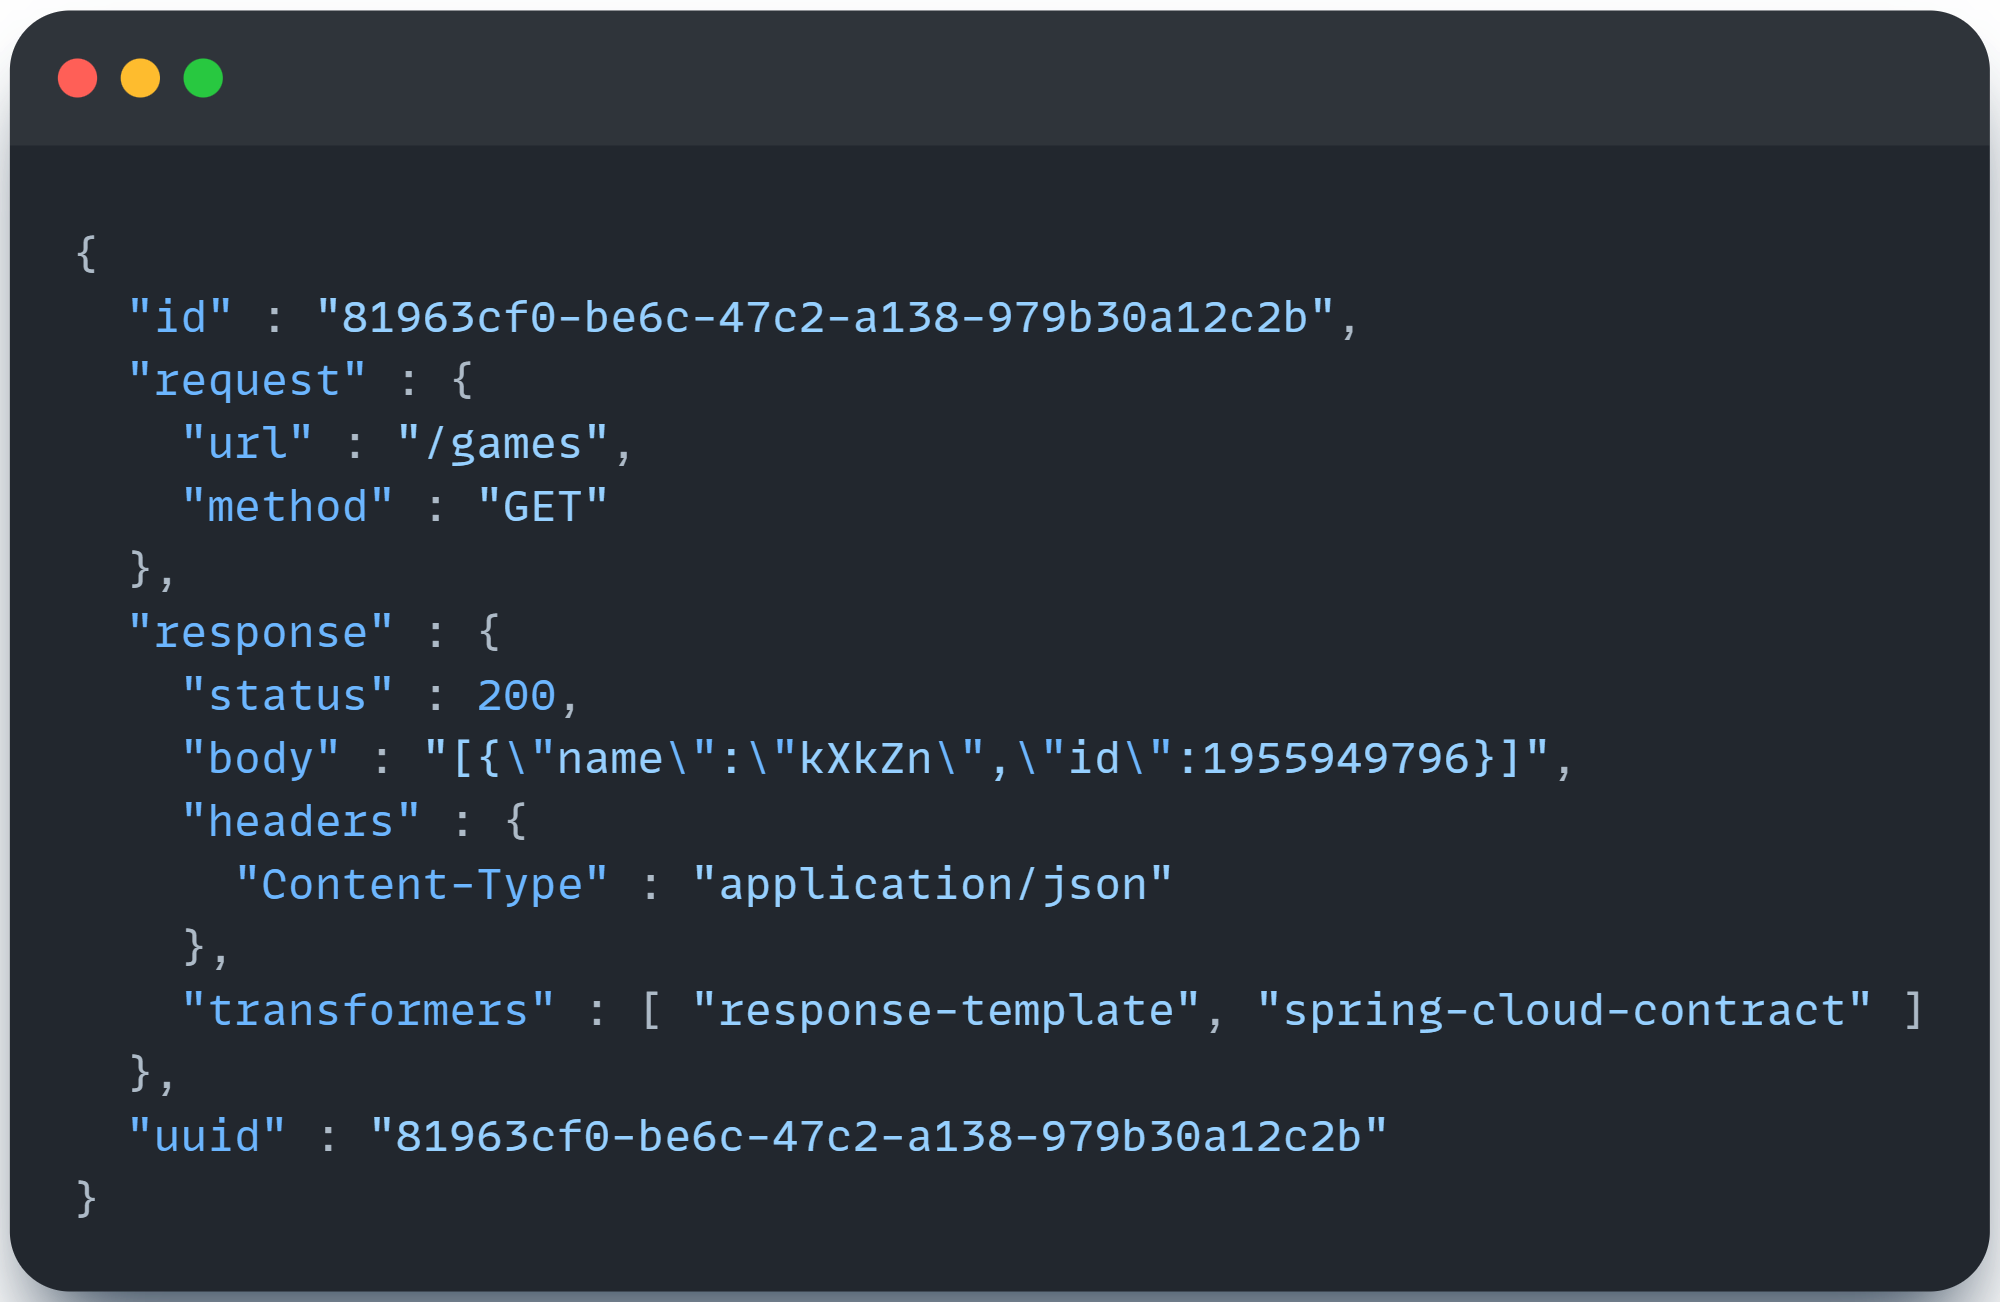 {
  "id" : "81963cf0-be6c-47c2-a138-979b30a12c2b",
  "request" : {
    "url" : "/games",
    "method" : "GET"
  },
  "response" : {
    "status" : 200,
    "body" : "[{\"name\":\"kXkZn\",\"id\":1955949796}]",
    "headers" : {
      "Content-Type" : "application/json"
    },
    "transformers" : [ "response-template", "spring-cloud-contract" ]
  },
  "uuid" : "81963cf0-be6c-47c2-a138-979b30a12c2b"
}